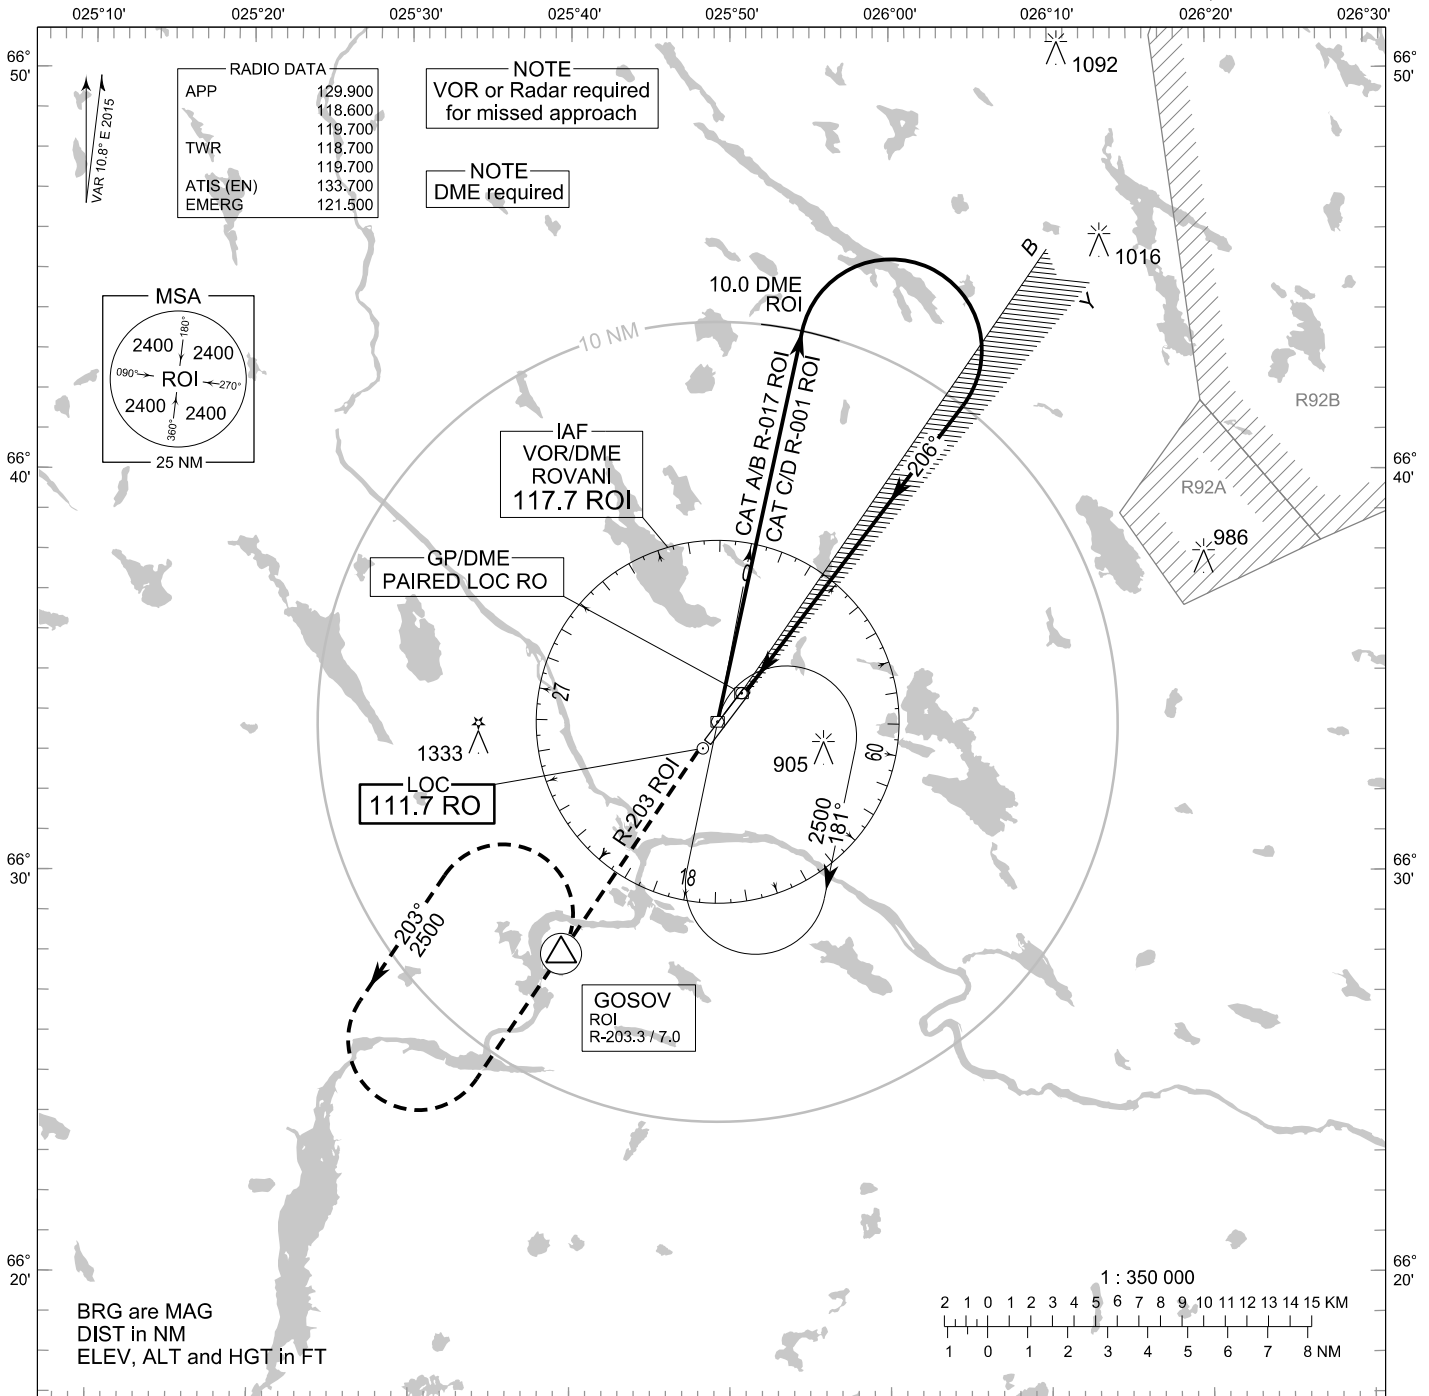 025°10'
025°20'
025°30'
025°40'
025°50'
026°00'
026°10'
026°20'
026°30'
66°
50'
66°
50'
VAR 10.8° E 2015
RADIO DATA
APP 129.900
118.600
119.700
TWR 118.700
119.700
ATIS (EN) 133.700
EMERG 121.500
NOTE
VOR or Radar required
for missed approach
NOTE
DME required
1092
1016
B
Y
MSA
180°
2400 2400
090° ROI 270°
2400 2400
360°
25 NM
10.0 DME
ROI
10 NM
CAT A/B R-017 ROI
CAT C/D R-001 ROI
206°
R92B
R92A
986
66°
40'
66°
40'
IAF
VOR/DME
ROVANI
117.7 ROI
GP/DME
PAIRED LOC RO
0
27
60
18
1333
905
LOC
111.7 RO
R-203 ROI
2500
181°
66°
30'
66°
30'
203°
2500
GOSOV
ROI
R-203.3 / 7.0
66°
20'
66°
20'
BRG are MAG
DIST in NM
ELEV, ALT and HGT in FT
1 : 350 000
2 1 0 1 2 3 4 5 6 7 8 9 10 11 12 13 14 15 KM
1 0 1 2 3 4 5 6 7 8 NM